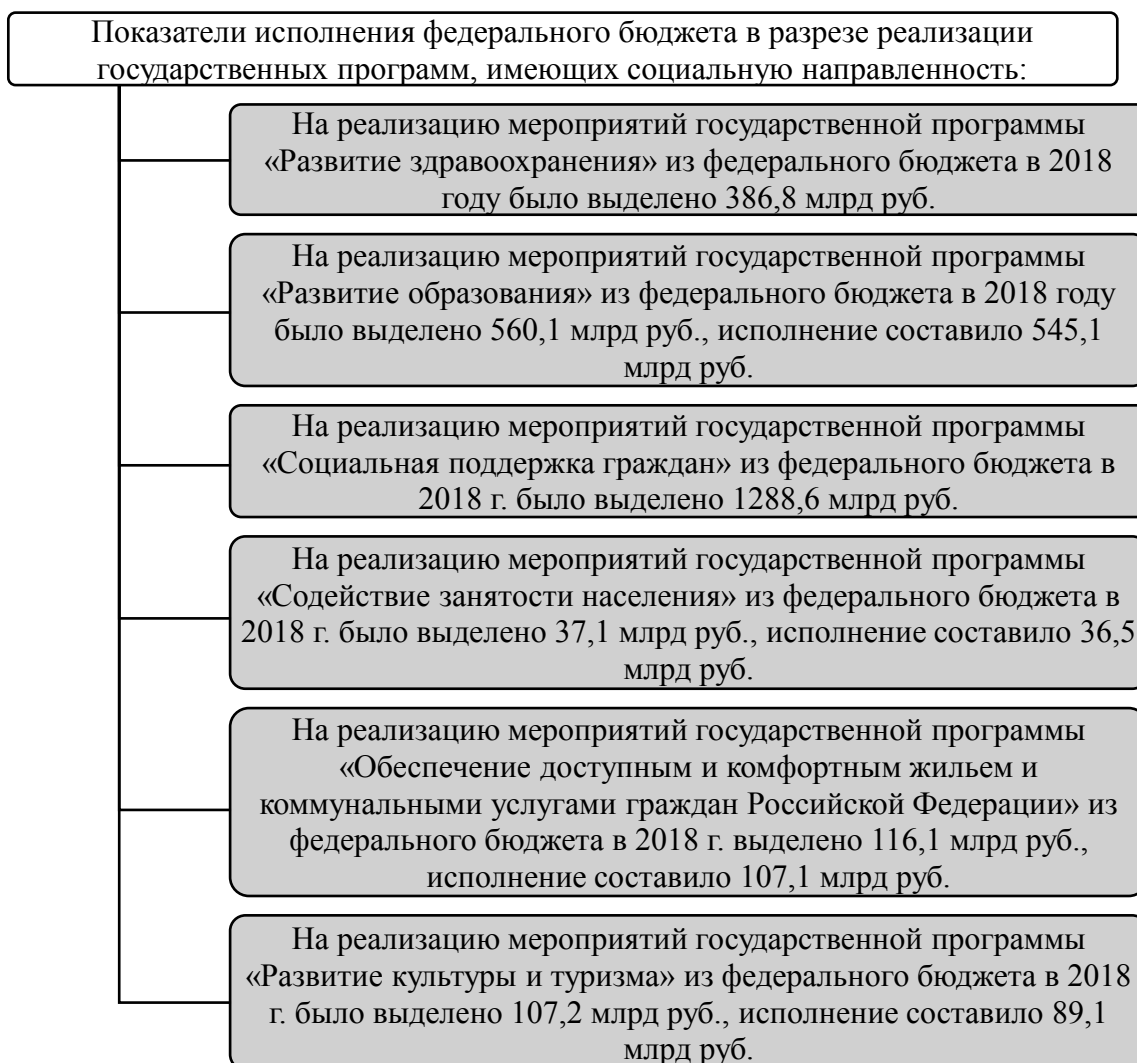 Показатели исполнения федерального бюджета в разрезе реализации
государственных программ, имеющих социальную направленность:
На реализацию мероприятий государственной программы
«Развитие здравоохранения» из федерального бюджета в 2018
году было выделено 386,8 млрд руб.
На реализацию мероприятий государственной программы
«Развитие образования» из федерального бюджета в 2018 году
было выделено 560,1 млрд руб., исполнение составило 545,1
млрд руб.
На реализацию мероприятий государственной программы
«Социальная поддержка граждан» из федерального бюджета в
2018 г. было выделено 1288,6 млрд руб.
На реализацию мероприятий государственной программы
«Содействие занятости населения» из федерального бюджета в
2018 г. было выделено 37,1 млрд руб., исполнение составило 36,5
млрд руб.
На реализацию мероприятий государственной программы
«Обеспечение доступным и комфортным жильем и
коммунальными услугами граждан Российской Федерации» из
федерального бюджета в 2018 г. выделено 116,1 млрд руб.,
исполнение составило 107,1 млрд руб.
На реализацию мероприятий государственной программы
«Развитие культуры и туризма» из федерального бюджета в 2018
г. было выделено 107,2 млрд руб., исполнение составило 89,1
млрд руб.